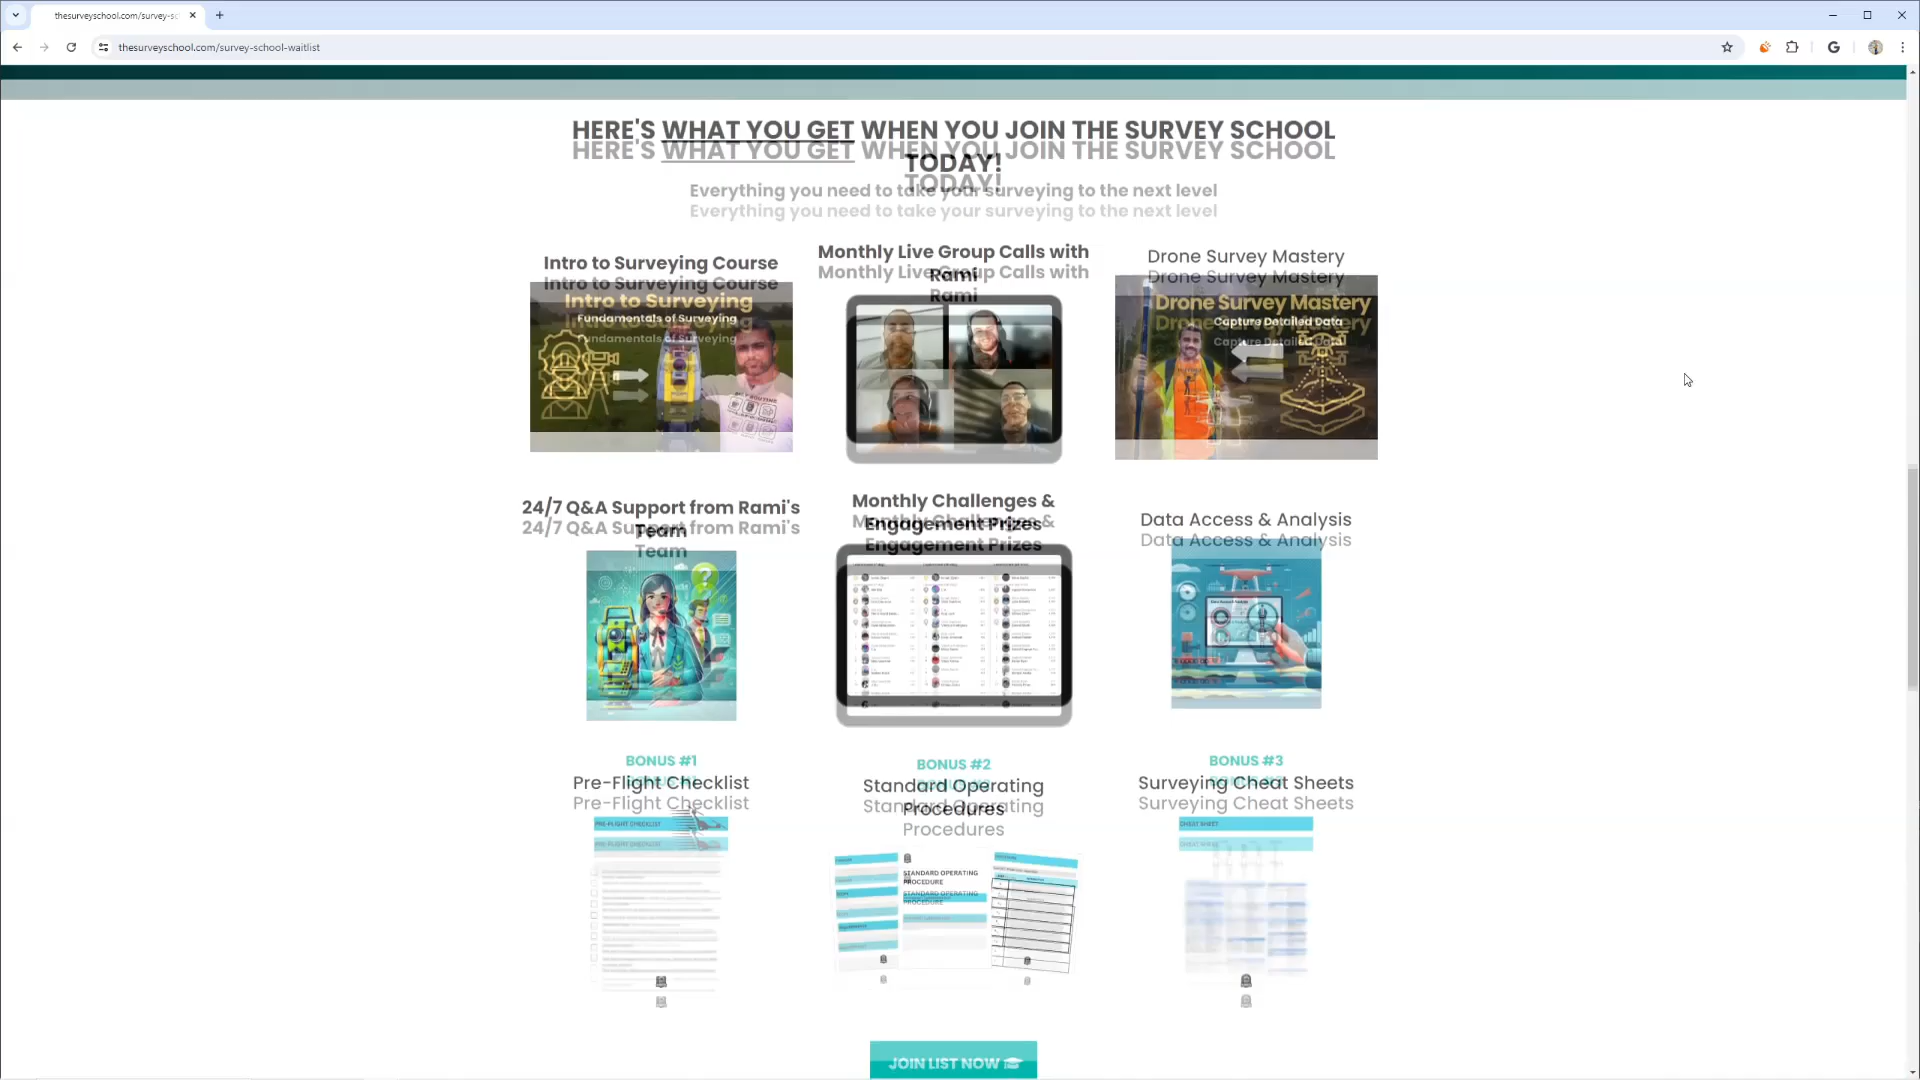 thesurveyschool.com/survey-sc
thesurveyschool.com/survey-school-waitlist
HERE'S WHAT YOU GET WHEN YOU JOIN THE SURVEY SCHOOL
TODAY!
Everything you need to take your surveying to the next level
Intro to Surveying Course
Intro to Surveying
Fundamentals of Surveying
Monthly Live Group Calls with
Rami
Drone Survey Mastery
Drone Survey Mastery
Capture Detailed Data
24/7 Q&A Support from Rami's
Team
Monthly Challenges &
Engagement Prizes
Data Access & Analysis
BONUS #1
Pre-Flight Checklist
PRE-FLIGHT CHECKLIST
BONUS #2
Standard Operating
Procedures
STANDARD OPERATING
PROCEDURE
BONUS #3
Surveying Cheat Sheets
CHEAT SHEET
JOIN LIST NOW